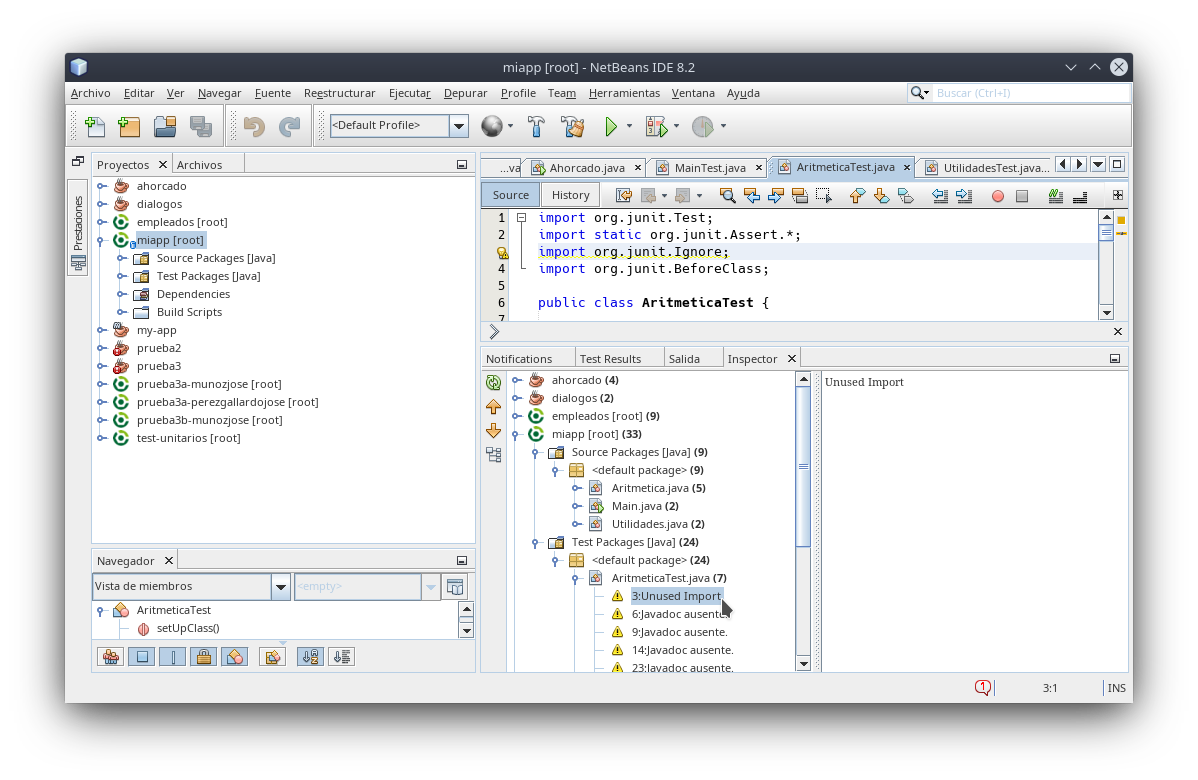 miapp [root] - NetBeans IDE 8.2
Archivo Editar Ver Navegar Fuente Reestructurar Ejecutar Depurar Profile Team Herramientas Ventana Ayuda Buscar (Ctrl+I)
<Default Profile>
Prestadores
Proyectos Archivos
ahorcado
dialogos
empleados [root]
miapp [root]
Source Packages [Java]
Test Packages [Java]
Dependencies
Build Scripts
my-app
prueba2
prueba3
prueba3a-munozjose [root]
prueba3a-perezgallardojose [root]
prueba3b-munozjose [root]
test-unitarios [root]
Navegador
Vista de miembros <empty>
AritmeticaTest
setUpClass()
...va Ahorcado.java MainTest.java AritmeticaTest.java UtilidadesTest.java...
Source History
1 import org.junit.Test;
2 import static org.junit.Assert.*;
import org.junit.Ignore;
4 import org.junit.BeforeClass;
5
6 public class AritmeticaTest {
7
Notifications Test Results Salida Inspector
ahorcado (4)
dialogos (2)
empleados [root] (9)
miapp [root] (33)
Source Packages [Java] (9)
<default package> (9)
Aritmetica.java (5)
Main.java (2)
Utilidades.java (2)
Test Packages [Java] (24)
<default package> (24)
AritmeticaTest.java (7)
3:Unused Import
6:Javadoc ausente.
9:Javadoc ausente.
14:Javadoc ausente.
23:Javadoc ausente.
Unused Import
1 3:1 INS